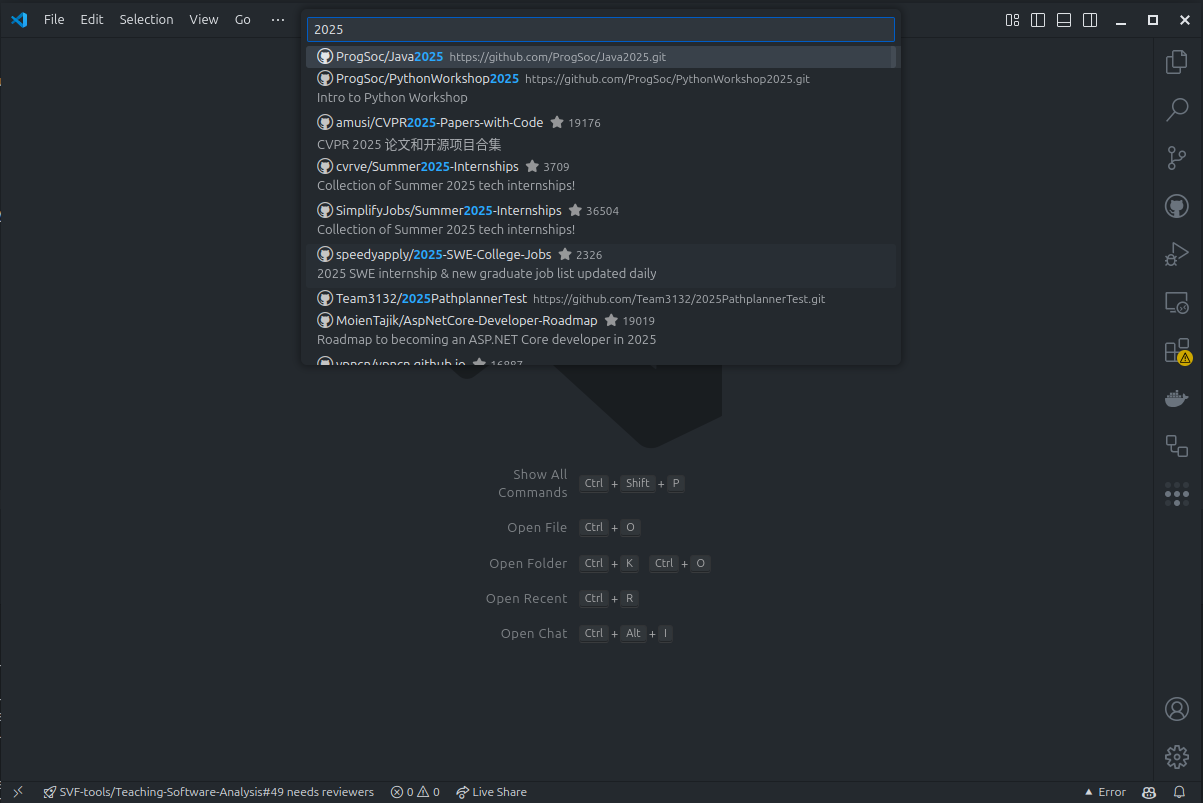 File Edit Selection View Go ···
2025
ProgSoc/Java2025 https://github.com/ProgSoc/Java2025.git
ProgSoc/PythonWorkshop2025 https://github.com/ProgSoc/PythonWorkshop2025.git
Intro to Python Workshop
amusi/CVPR2025-Papers-with-Code 19176
CVPR 2025 论文和开源项目合集
cvrve/Summer2025-Internships 3709
Collection of Summer 2025 tech internships!
SimplifyJobs/Summer2025-Internships 36504
Collection of Summer 2025 tech internships!
speedyapply/2025-SWE-College-Jobs 2326
2025 SWE internship & new graduate job list updated daily
Team3132/2025PathplannerTest https://github.com/Team3132/2025PathplannerTest.git
MoienTajik/AspNetCore-Developer-Roadmap 19019
Roadmap to becoming an ASP.NET Core developer in 2025
Show All
Commands Ctrl + Shift + P
Open File Ctrl + O
Open Folder Ctrl + K Ctrl + O
Open Recent Ctrl + R
Open Chat Ctrl + Alt + I
SVF-tools/Teaching-Software-Analysis#49 needs reviewers 0 0 Live Share Error